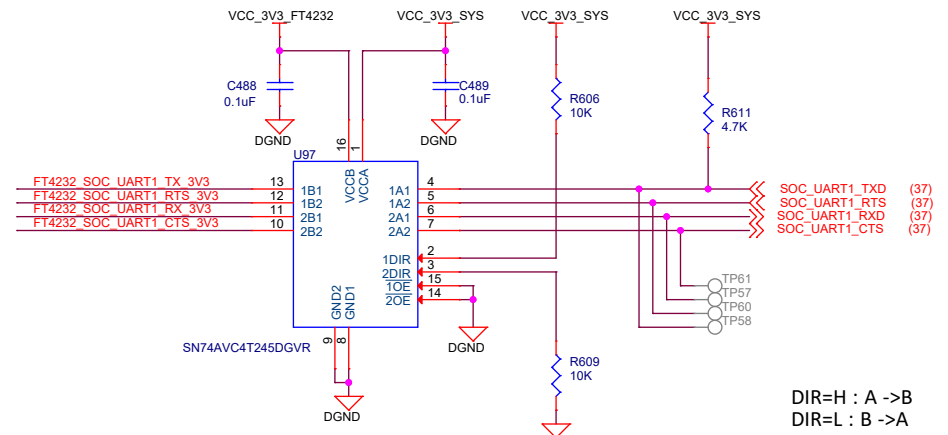 VCC_3V3_FT4232
VCC_3V3_SYS
VCC_3V3_SYS
VCC_3V3_SYS
C488
0.1uF
C489
0.1uF
R606
10K
R611
4.7K
DGND
DGND
U97
16
1
VCCB
VCCA
FT4232_SOC_UART1_TX_3V3
13
1B1
1A1
4
SOC_UART1_TXD
(37)
FT4232_SOC_UART1_RTS_3V3
12
1B2
1A2
5
SOC_UART1_RTS
(37)
FT4232_SOC_UART1_RX_3V3
11
2B1
2A1
6
SOC_UART1_RXD
(37)
FT4232_SOC_UART1_CTS_3V3
10
2B2
2A2
7
SOC_UART1_CTS
(37)
1DIR
2
2DIR
3
1OE
15
2OE
14
TP61
TP57
TP60
TP58
GND2
GND1
9
8
SN74AVC4T245DGVR
DGND
DGND
R609
10K
DIR=H : A ->B
DIR=L : B ->A